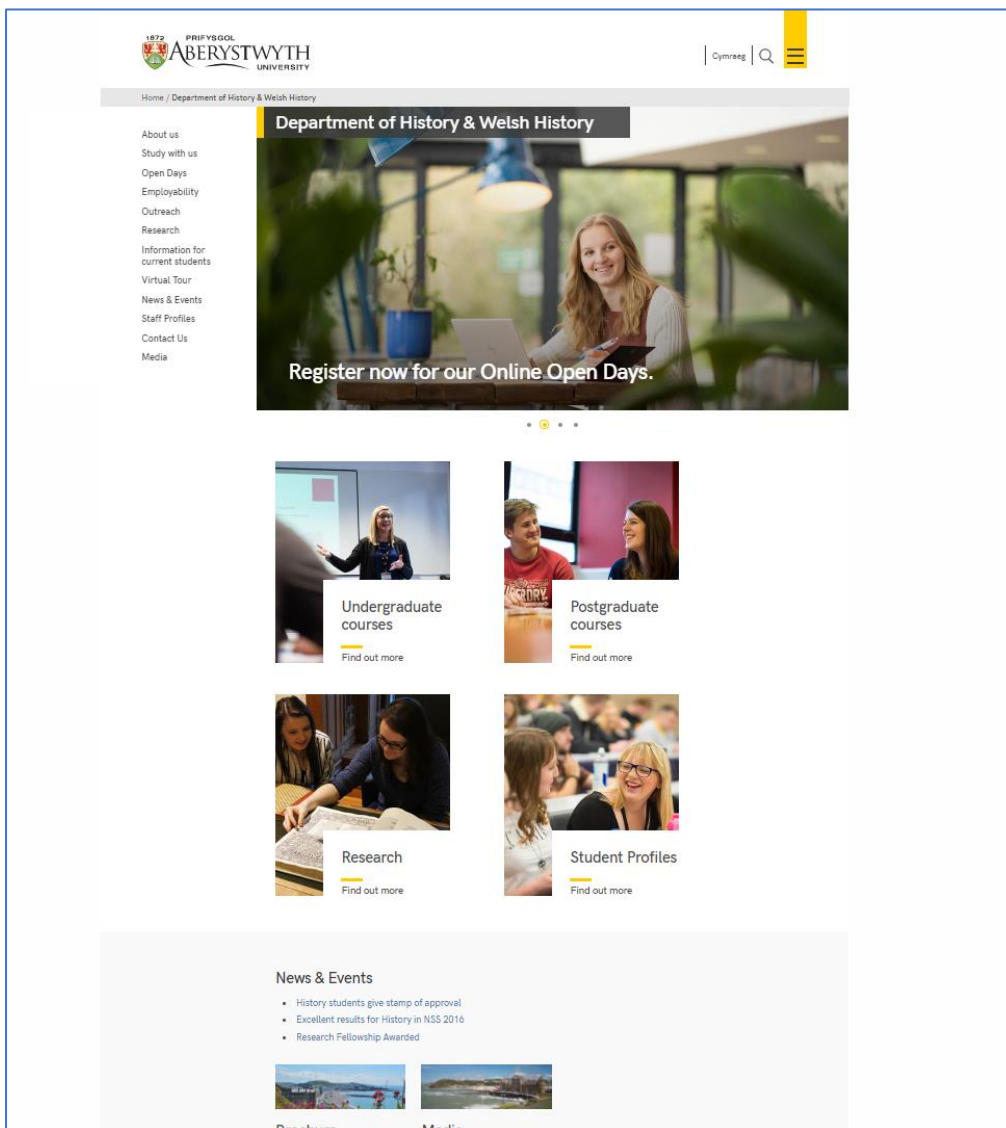 1872 PRIFYSGOL
ABERYSTWYTH
UNIVERSITY
Cymraeg
Home / Department of History & Welsh History
About us
Study with us
Open Days
Employability
Outreach
Research
Information for
current students
Virtual Tour
News & Events
Staff Profiles
Contact Us
Media
Department of History & Welsh History
Register now for our Online Open Days.
Undergraduate
courses
Find out more
Postgraduate
courses
Find out more
Research
Find out more
Student Profiles
Find out more
News & Events
History students give stamp of approval
Excellent results for History in NSS 2016
Research Fellowship Awarded
Brochure
Media